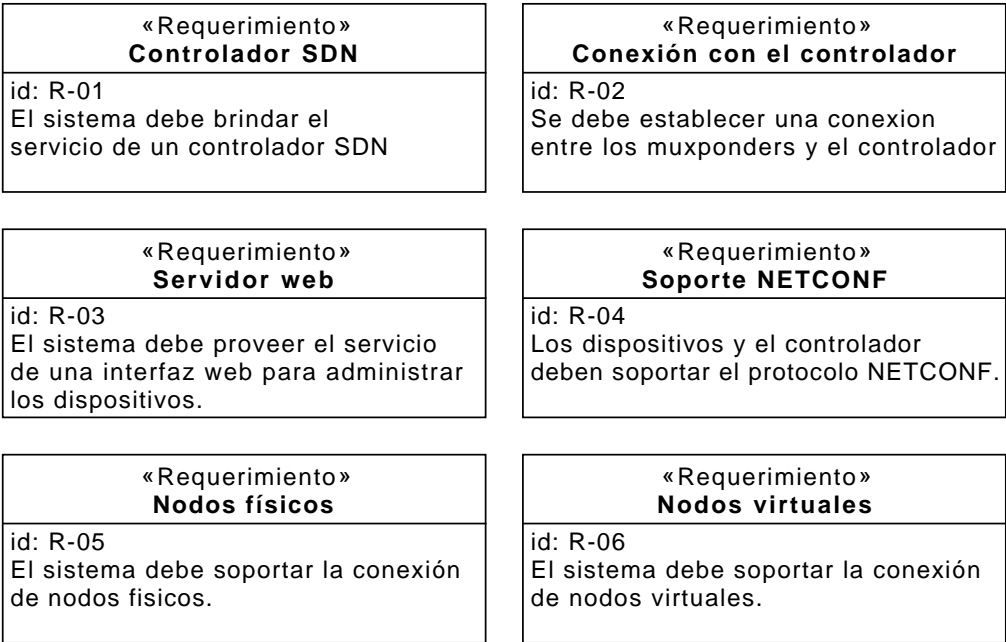 «Requerimiento»
Controlador SDN
id: R-01
El sistema debe brindar el
servicio de un controlador SDN
«Requerimiento»
Conexión con el controlador
id: R-02
Se debe establecer una conexion
entre los muxponders y el controlador
«Requerimiento»
Servidor web
id: R-03
El sistema debe proveer el servicio
de una interfaz web para administrar
los dispositivos.
«Requerimiento»
Soporte NETCONF
id: R-04
Los dispositivos y el controlador
deben soportar el protocolo NETCONF.
«Requerimiento»
Nodos físicos
id: R-05
El sistema debe soportar la conexión
de nodos fisicos.
«Requerimiento»
Nodos virtuales
id: R-06
El sistema debe soportar la conexión
de nodos virtuales.